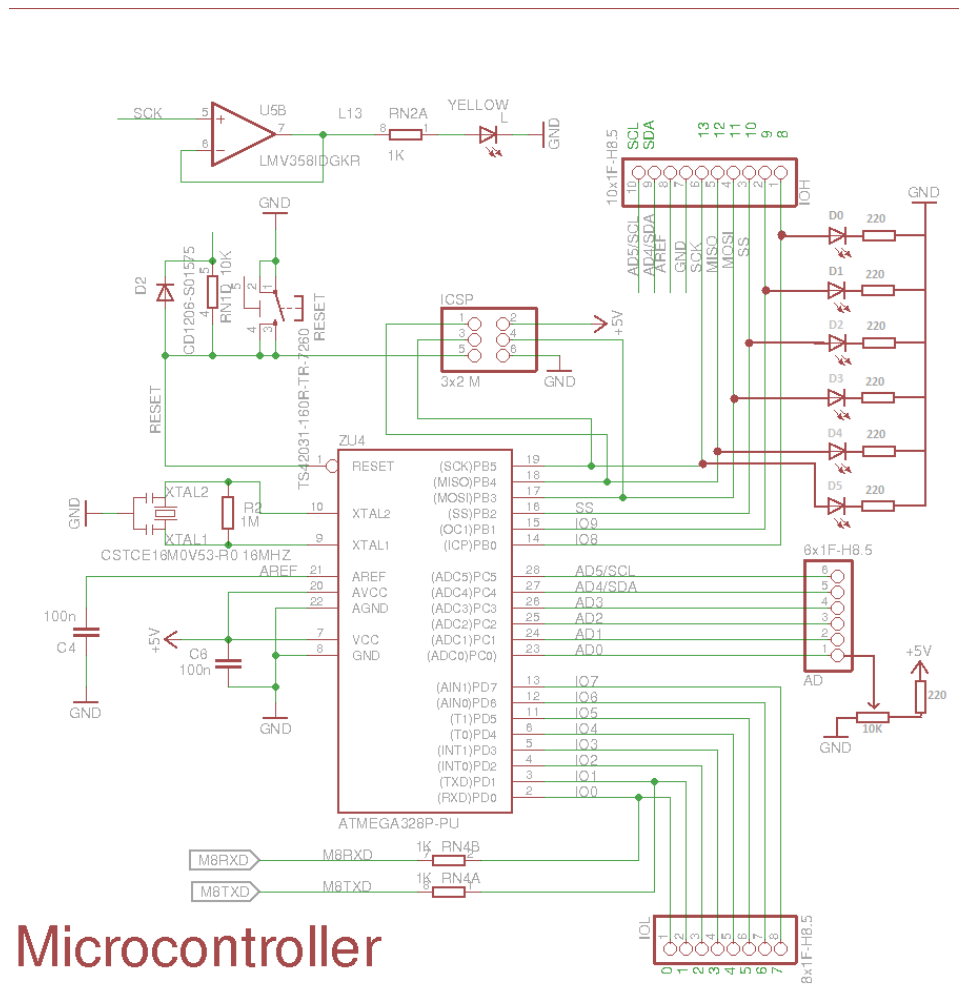 SCK
5
6
7
U5B
LMV358IDGKR
L13
RN2A
8
1
1K
YELLOW
L
GND
10x1F-H8.5
SCL
SDA
13
12
11
10
9
8
10
9
8
7
6
5
4
3
2
1
IOH
AD5/SCL
AD4/SDA
AREF
GND
SCK
MISO
MOSI
SS
GND
D0
220
D1
220
D2
220
D3
220
D4
220
D5
220
GND
D2
CD1206-S01575
5
4
RN1D
10K
5
2
1
4
3
RESET
TS42031-160R-TR-7260
RESET
ICSP
1
3
5
2
4
6
+5V
GND
3x2 M
ZU4
1
RESET
10
XTAL2
9
XTAL1
21
AREF
20
AVCC
22
AGND
7
VCC
8
GND
(SCK)PB5
19
(MISO)PB4
18
(MOSI)PB3
17
(SS)PB2
16
SS
(OC1)PB1
15
IO9
(ICP)PB0
14
IO8
(ADC5)PC5
28
AD5/SCL
(ADC4)PC4
27
AD4/SDA
(ADC3)PC3
26
AD3
(ADC2)PC2
25
AD2
(ADC1)PC1
24
AD1
(ADC0)PC0)
23
AD0
(AIN1)PD7
13
IO7
(AIN0)PD6
12
IO6
(T1)PD5
11
IO5
(T0)PD4
6
IO4
(INT1)PD3
5
IO3
(INT0)PD2
4
IO2
(TXD)PD1
3
IO1
(RXD)PD0
2
IO0
ATMEGA328P-PU
GND
XTAL2
XTAL1
R2
1M
CSTCE16M0V53-R0 16MHZ
AREF
100n
C4
GND
+5V
C6
100n
GND
6x1F-H8.5
6
5
4
3
2
1
AD
+5V
220
10K
GND
M8RXD
M8RXD
1K
RN4B
7
2
M8TXD
M8TXD
1K
RN4A
8
1
IOL
1
2
3
4
5
6
7
8
0
1
2
3
4
5
6
7
8x1F-H8.5
Microcontroller